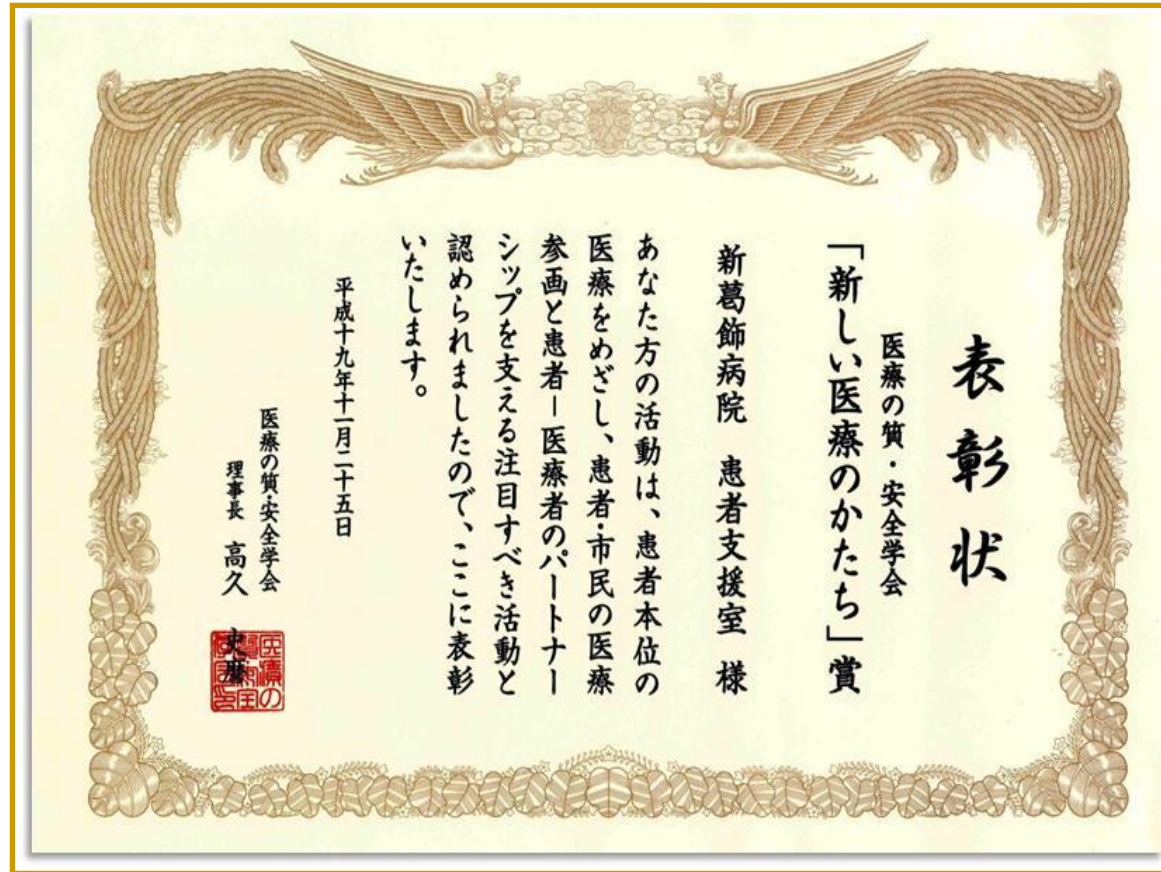 表彰状
医療の質・安全学会
「新しい医療のかたち」賞
新葛飾病院 患者支援室 様
あなた方の活動は、患者本位の
医療をめざし、患者・市民の医療
参画と患者－医療者のパートナー
シップを支える注目すべき活動と
認められましたので、ここに表彰
いたします。
平成十九年十一月二十五日
医療の質・安全学会
理事長 高久 史麿